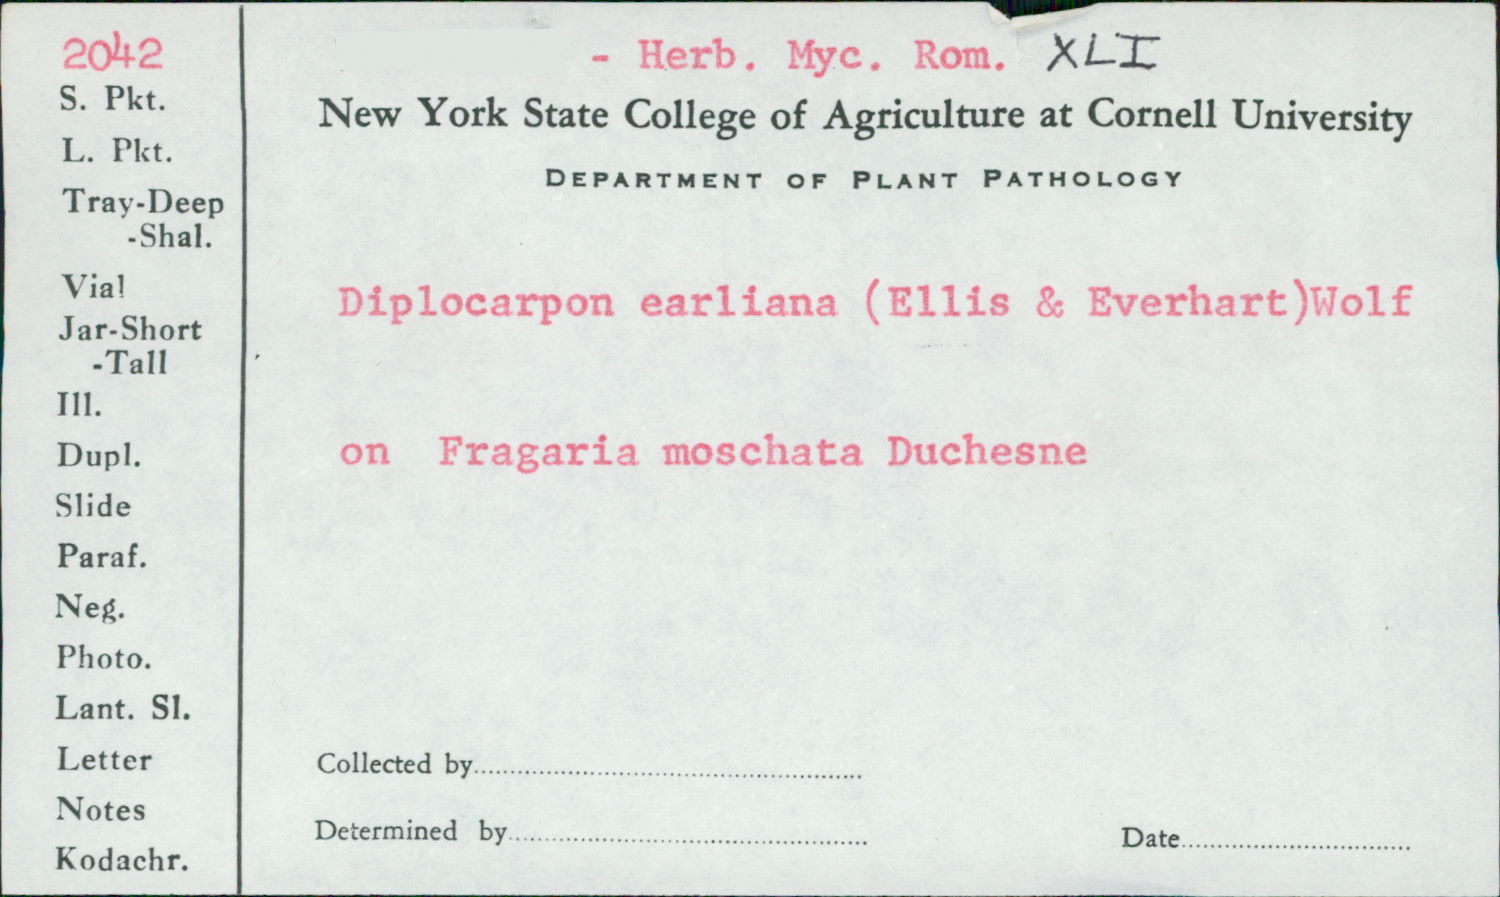 2042
- Herb. Myc. Rom. XLI
New York State College of Agriculture at Cornell University
DEPARTMENT OF PLANT PATHOLOGY
S. Pkt.
L. Pkt.
Tray-Deep
-Shal.
Vial
Jar-Short
-Tall
Ill.
Dupl.
Slide
Paraf.
Neg.
Photo.
Lant. Sl.
Letter
Notes
Kodachr.
Diplocarpon earliana (Ellis & Everhart)Wolf
on Fragaria moschata Duchesne
Collected by
Determined by
Date